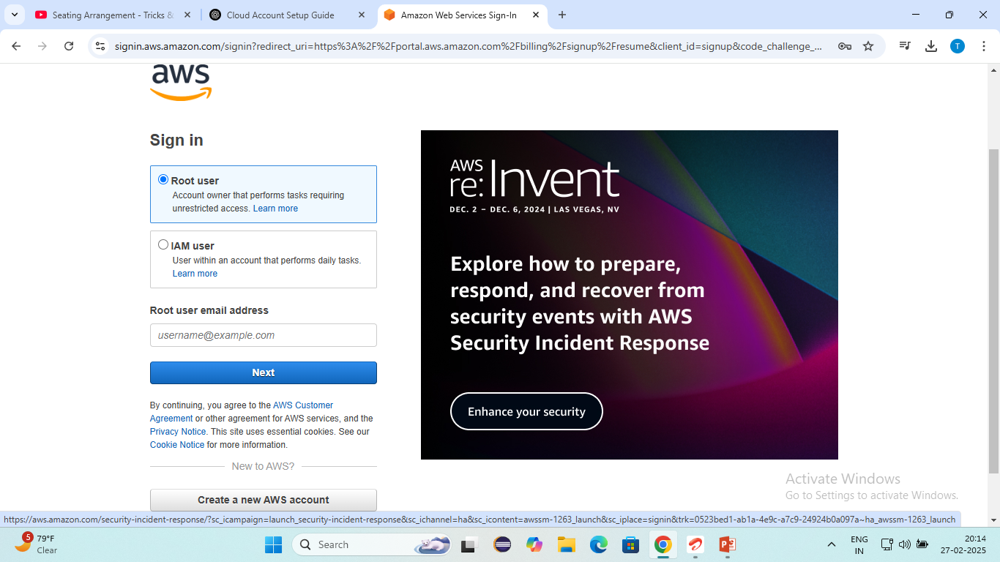 Seating Arrangement - Tricks &
Cloud Account Setup Guide
Amazon Web Services Sign-In
signin.aws.amazon.com/signin?redirect_uri=https%3A%2F%2Fportal.aws.amazon.com%2Fbilling%2Fsignup%2Fresume&client_id=signup&code_challenge_...
T
aws
Sign in
Root user
Account owner that performs tasks requiring
unrestricted access. Learn more
IAM user
User within an account that performs daily tasks.
Learn more
Root user email address
username@example.com
Next
By continuing, you agree to the AWS Customer
Agreement or other agreement for AWS services, and the
Privacy Notice. This site uses essential cookies. See our
Cookie Notice for more information.
New to AWS?
Create a new AWS account
AWS
re:Invent
DEC. 2 – DEC. 6, 2024 | LAS VEGAS, NV
Explore how to prepare,
respond, and recover from
security events with AWS
Security Incident Response
Enhance your security
Activate Windows
Go to Settings to activate Windows.
https://aws.amazon.com/security-incident-response/?sc_icampaign=launch_security-incident-response&sc_ichannel=ha&sc_icontent=awssm-1263_launch&sc_iplace=signin&trk=0523bed1-ab1a-4e9c-a7c9-24924b0a097a~ha_awssm-1263_launch
5
79°F
Clear
Search
ENG
IN
20:14
27-02-2025